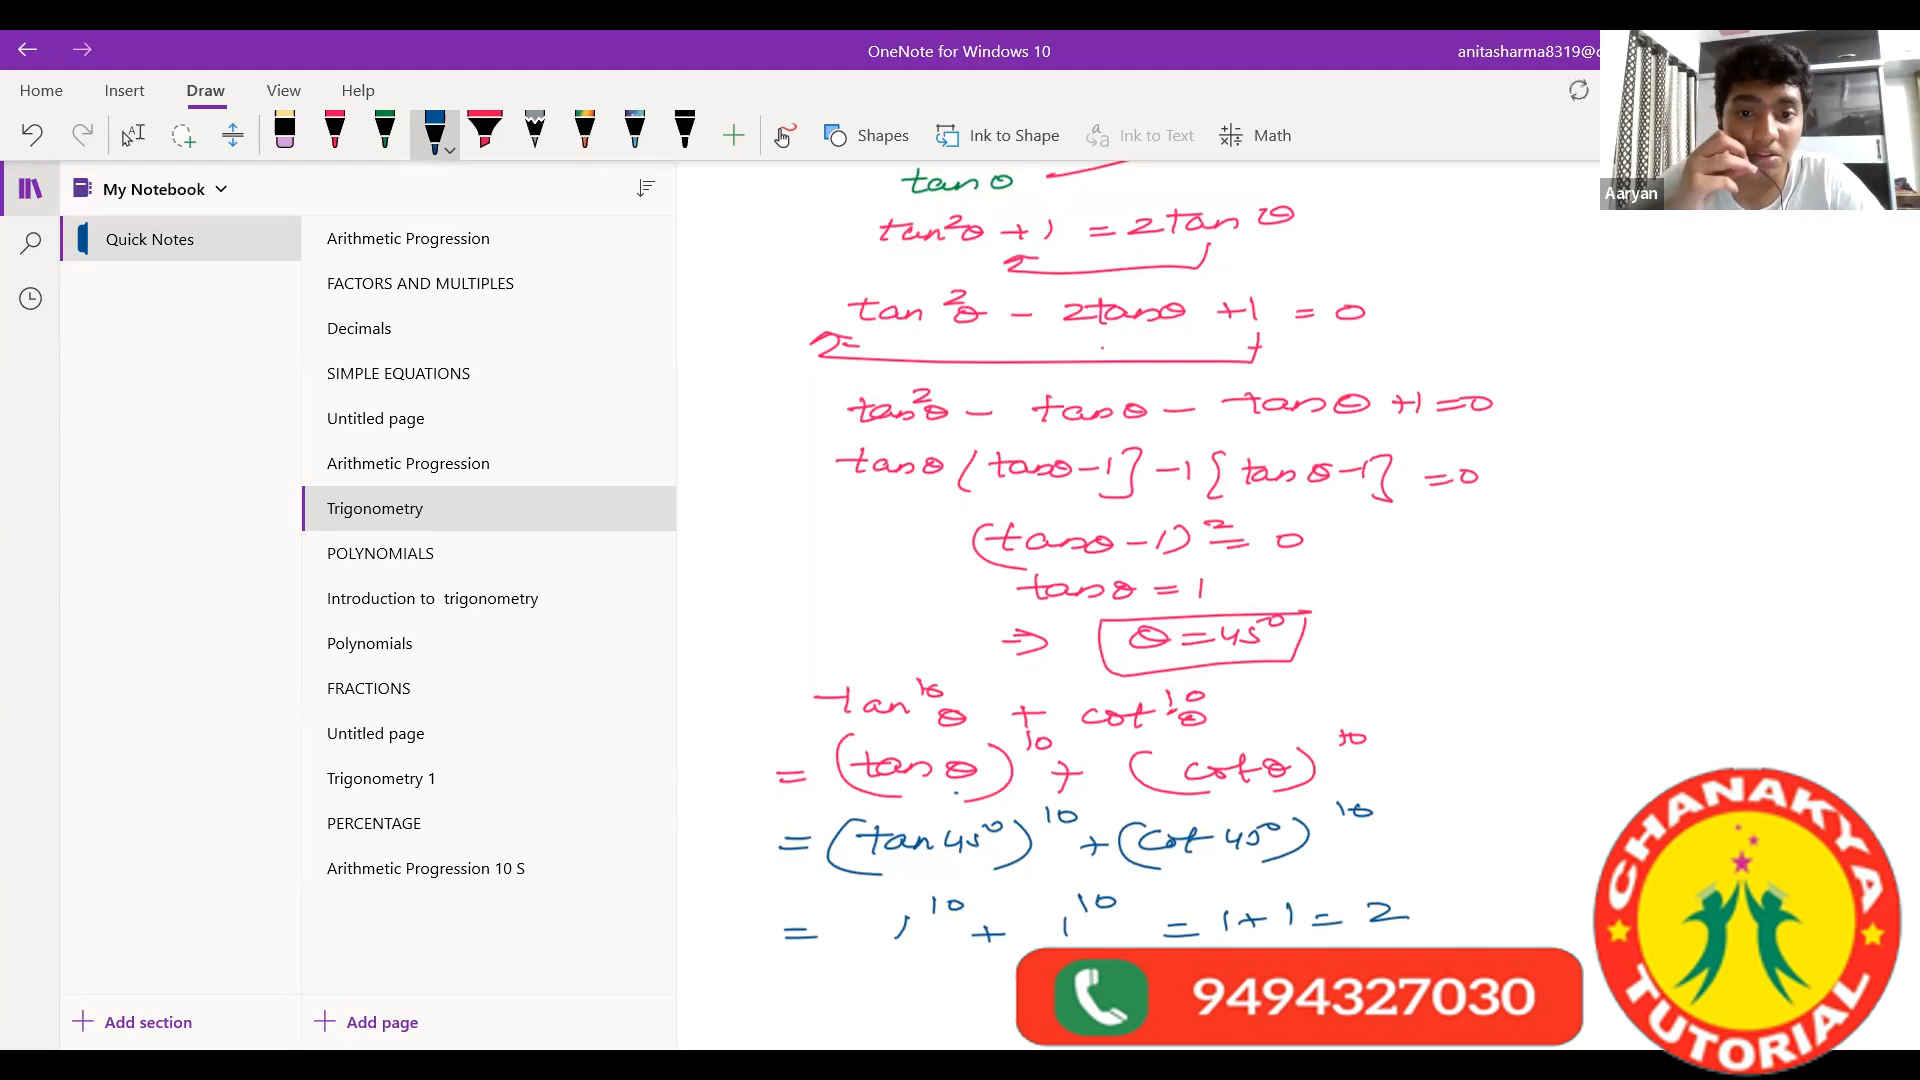 OneNote for Windows 10
anitasharma8319@
Home Insert Draw View Help
Shapes Ink to Shape Ink to Text Math
Aaryan
My Notebook
Quick Notes
Arithmetic Progression
FACTORS AND MULTIPLES
Decimals
SIMPLE EQUATIONS
Untitled page
Arithmetic Progression
Trigonometry
POLYNOMIALS
Introduction to trigonometry
Polynomials
FRACTIONS
Untitled page
Trigonometry 1
PERCENTAGE
Arithmetic Progression 10 S
Add section
Add page
tan θ
tan²θ + 1 = 2tan θ
tan²θ - 2tanθ +1 = 0
tan²θ - tanθ - tanθ +1=0
tanθ [tanθ-1] -1 [tanθ-1] =0
(tanθ-1)² = 0
tanθ = 1
⇒ θ = 45⁰
tan¹⁰θ + cot¹⁰θ
= (tanθ)¹⁰ + (cotθ)¹⁰
= (tan45⁰)¹⁰ + (cot45⁰)¹⁰
= 1¹⁰ + 1¹⁰ = 1+1 = 2
9494327030
CHANAKYA
TUTORIAL